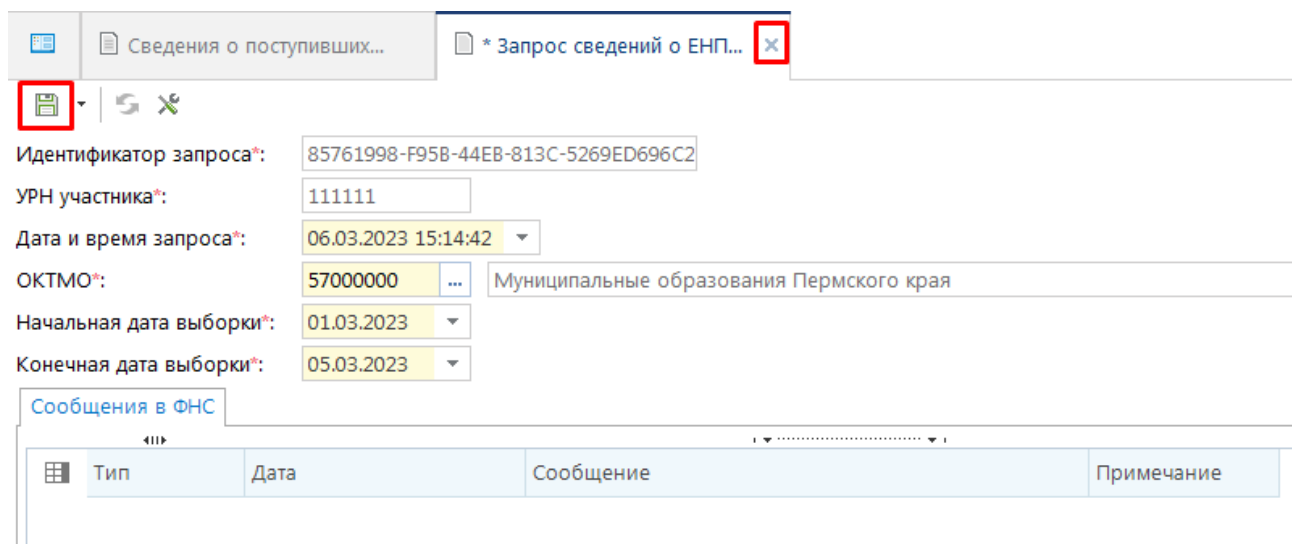 Сведения о поступивших... * Запрос сведений о ЕНП...
Идентификатор запроса*: 85761998-F95B-44EB-813C-5269ED696C2
УРН участника*: 111111
Дата и время запроса*: 06.03.2023 15:14:42
ОКТМО*: 57000000 ... Муниципальные образования Пермского края
Начальная дата выборки*: 01.03.2023
Конечная дата выборки*: 05.03.2023
Сообщения в ФНС
Тип Дата Сообщение Примечание